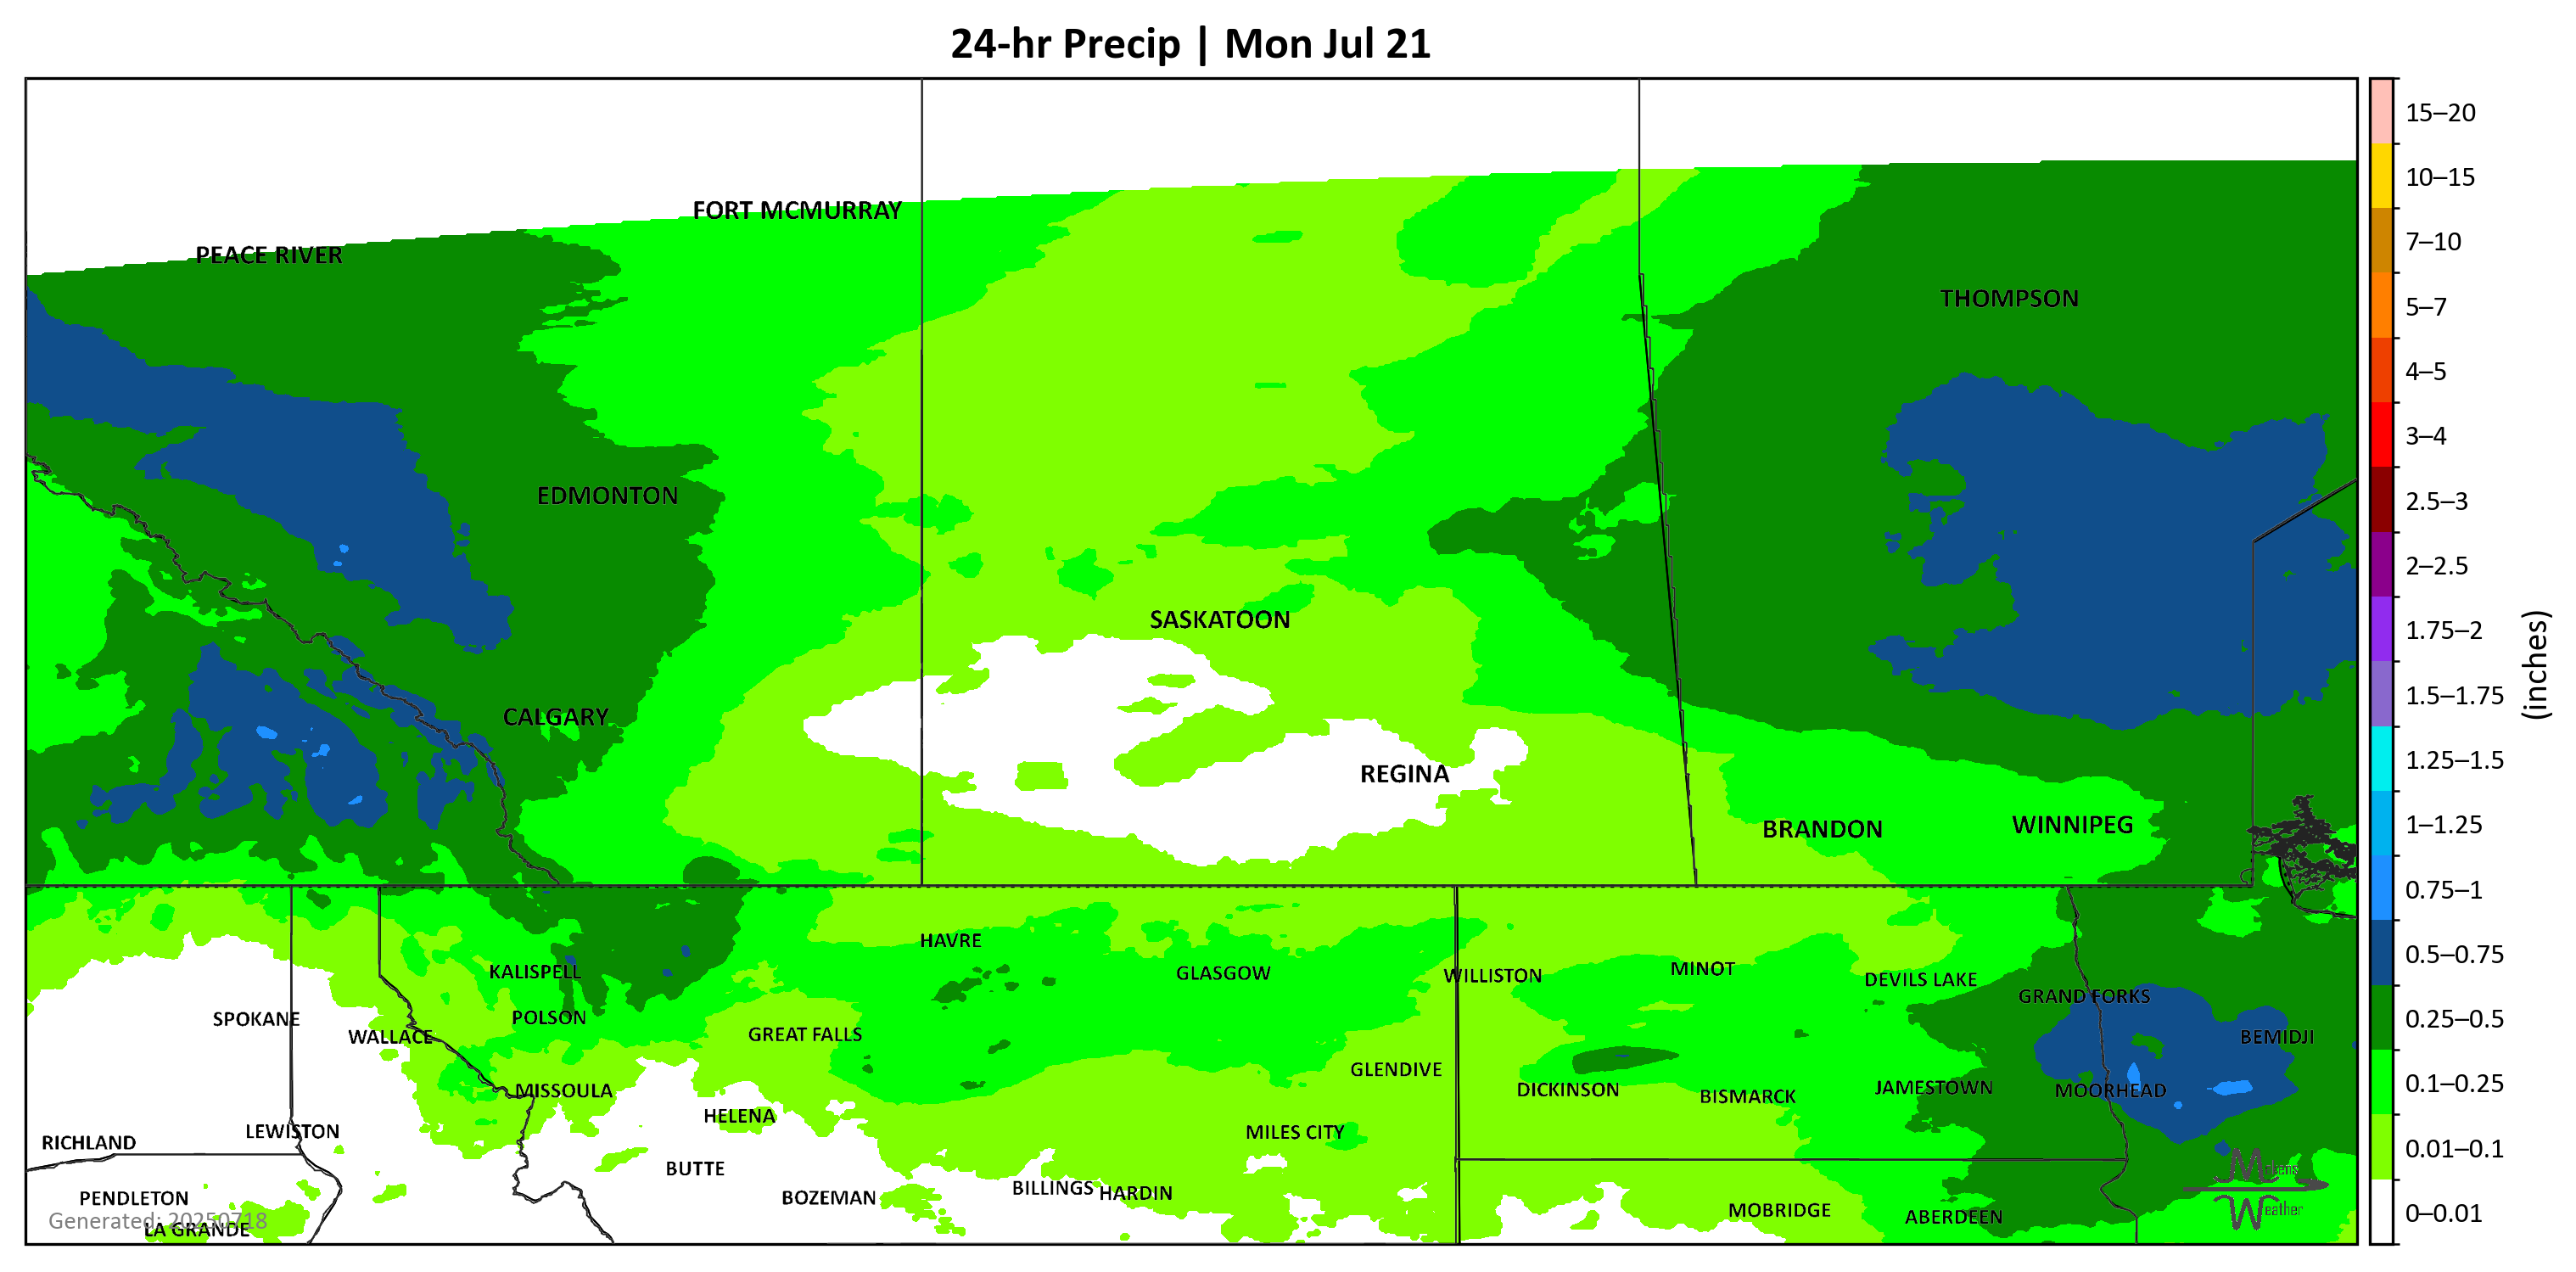 24-hr Precip | Mon Jul 21
15–20
10–15
7–10
5–7
4–5
3–4
2.5–3
2–2.5
1.75–2
1.5–1.75
1.25–1.5
1–1.25
0.75–1
0.5–0.75
0.25–0.5
0.1–0.25
0.01–0.1
0–0.01
(inches)
FORT MCMURRAY
PEACE RIVER
THOMPSON
EDMONTON
SASKATOON
CALGARY
REGINA
BRANDON
WINNIPEG
HAVRE
KALISPELL
GLASGOW
WILLISTON
MINOT
DEVILS LAKE
GRAND FORKS
SPOKANE
POLSON
WALLACE
GREAT FALLS
BEMIDJI
GLENDIVE
MISSOULA
DICKINSON
BISMARCK
JAMESTOWN
MOORHEAD
HELENA
RICHLAND
LEWISTON
MILES CITY
BUTTE
PENDLETON
BOZEMAN
BILLINGS
HARDIN
MOBRIDGE
ABERDEEN
Generated: 20250718
LA GRANDE
Weather